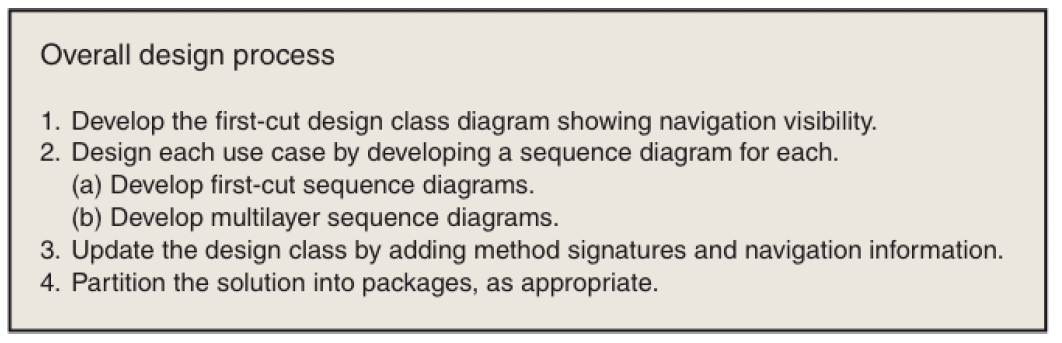 Overall design process
1. Develop the first-cut design class diagram showing navigation visibility.
2. Design each use case by developing a sequence diagram for each.
(a) Develop first-cut sequence diagrams.
(b) Develop multilayer sequence diagrams.
3. Update the design class by adding method signatures and navigation information.
4. Partition the solution into packages, as appropriate.